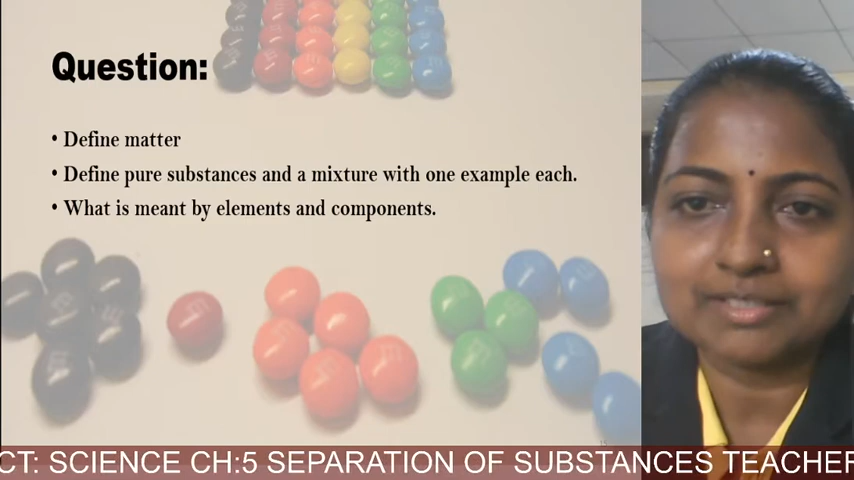 Question:
• Define matter
• Define pure substances and a mixture with one example each.
• What is meant by elements and components.
CT: SCIENCE CH:5 SEPARATION OF SUBSTANCES TEACHER